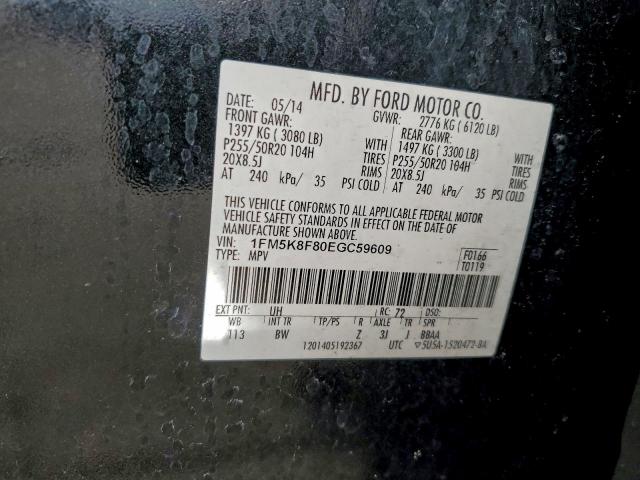 MFD. BY FORD MOTOR CO.
DATE: 05/14 GVWR: 2776 KG ( 6120 LB)
FRONT GAWR: REAR GAWR:
1397 KG ( 3080 LB) 1497 KG ( 3300 LB)
P255/50R20 104H TIRES P255/50R20 104H TIRES
20X8.5J RIMS 20X8.5J RIMS
AT 240 kPa/ 35 PSI COLD AT 240 kPa/ 35 PSI COLD
THIS VEHICLE CONFORMS TO ALL APPLICABLE FEDERAL MOTOR
VEHICLE SAFETY STANDARDS IN EFFECT ON THE DATE OF
MANUFACTURE SHOWN ABOVE.
VIN: 1FM5K8F80EGC59609 F0166
TYPE: MPV T0119
EXT PNT: UH RC: 72 DSO:
WB INT TR TP/PS R AXLE TR SPR
113 BW Z 3J J BBAA
1201405192367 UTC ▽5U5A-1520472-BA